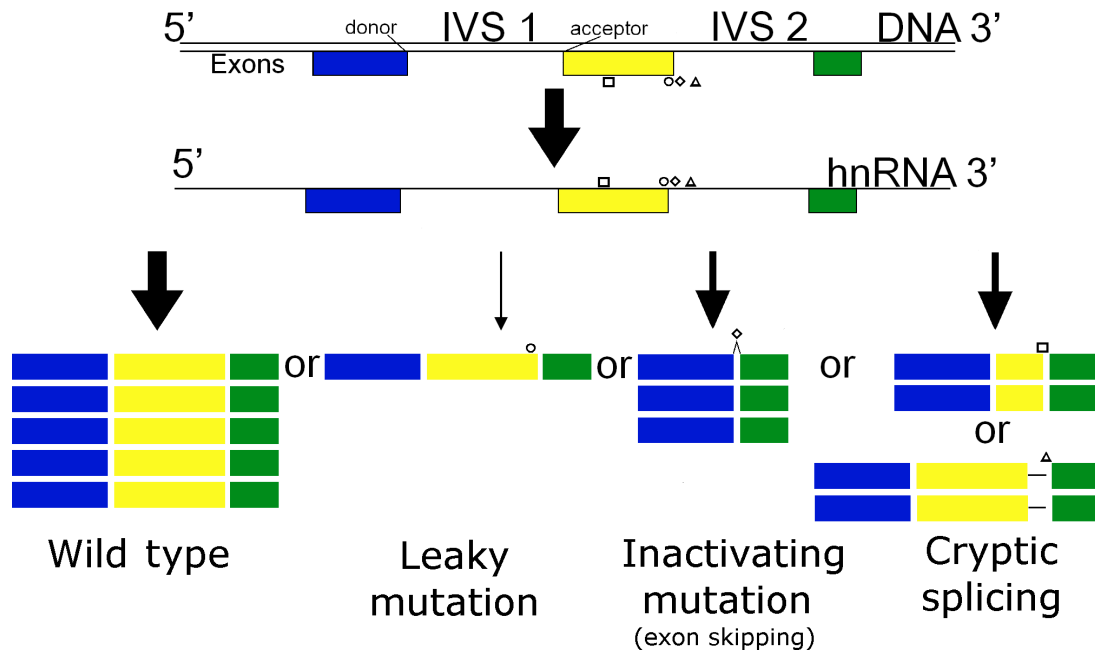 5’ IVS 1 IVS 2 DNA 3’
donor acceptor
Exons
5’ hnRNA 3’
or or or
or
Wild type
Leaky
mutation
Inactivating
mutation
(exon skipping)
Cryptic
splicing